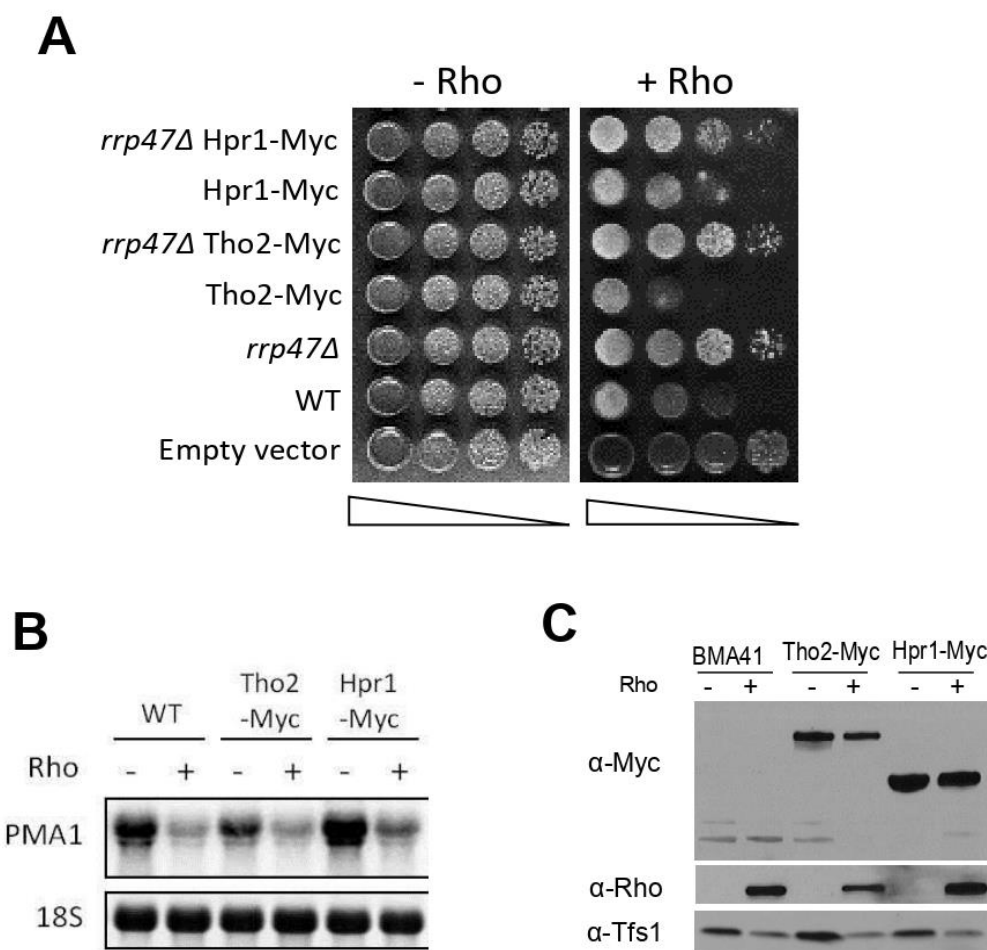 A
- Rho + Rho
rrp47Δ Hpr1-Myc
Hpr1-Myc
rrp47Δ Tho2-Myc
Tho2-Myc
rrp47Δ
WT
Empty vector
B
WT Tho2 -Myc Hpr1 -Myc
Rho - + - + - +
PMA1
18S
C
BMA41 Tho2-Myc Hpr1-Myc
Rho - + - + - +
α-Myc
α-Rho
α-Tfs1